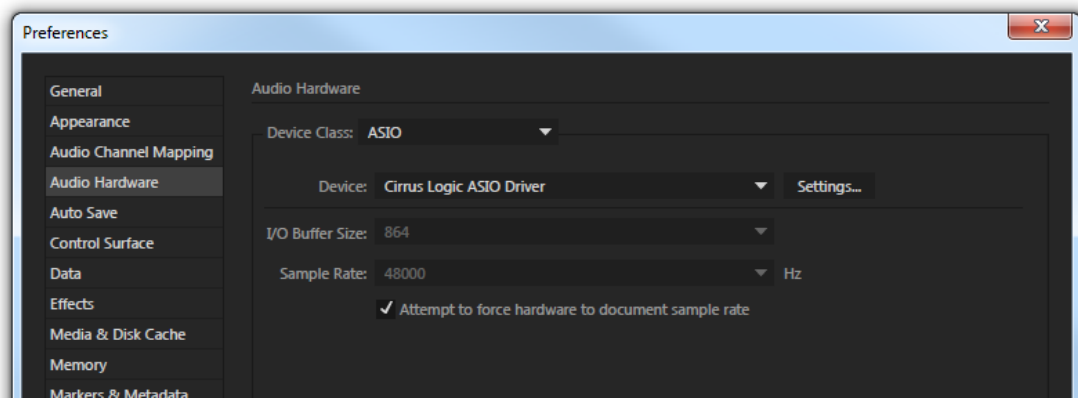 Preferences
General
Appearance
Audio Channel Mapping
Audio Hardware
Auto Save
Control Surface
Data
Effects
Media & Disk Cache
Memory
Markers & Metadata
Audio Hardware
Device Class: ASIO
Device: Cirrus Logic ASIO Driver Settings...
I/O Buffer Size: 864
Sample Rate: 48000 Hz
Attempt to force hardware to document sample rate